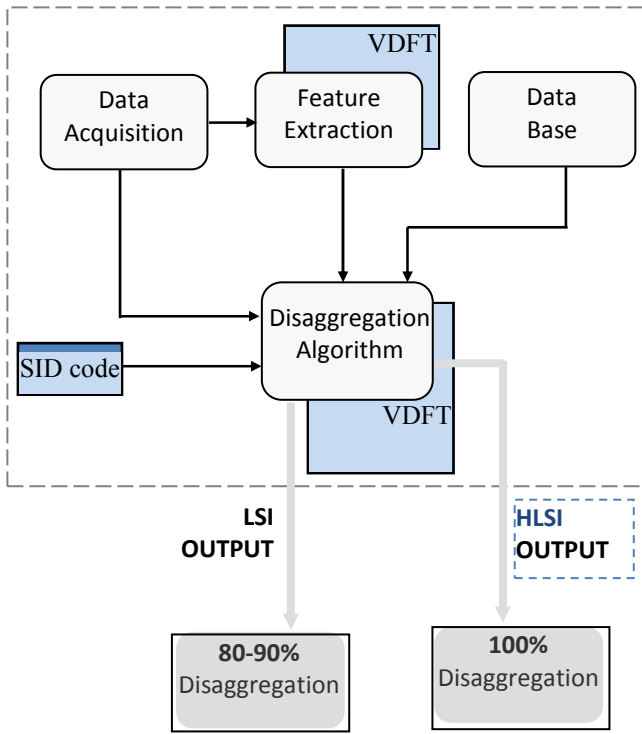 VDFT
Data
Acquisition
Feature
Extraction
Data
Base
Disaggregation
Algorithm
SID code
VDFT
LSI
OUTPUT
HLSI
OUTPUT
80-90%
Disaggregation
100%
Disaggregation